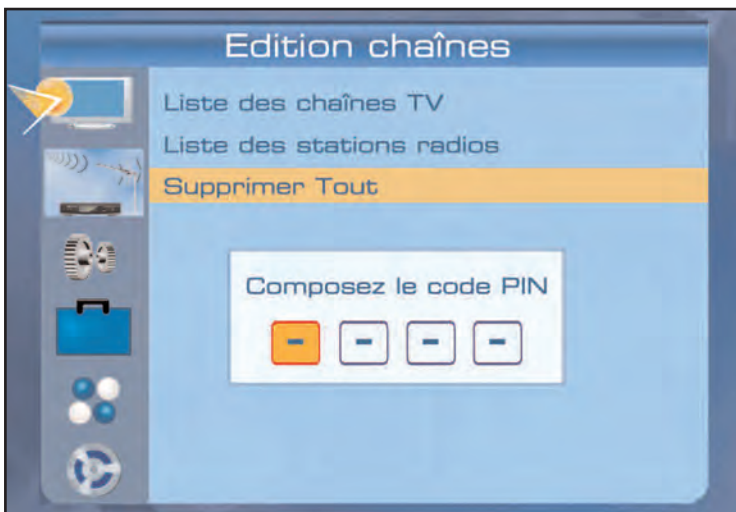 Edition chaînes
Liste des chaînes TV
Liste des stations radios
Supprimer Tout
Composez le code PIN
- - - -